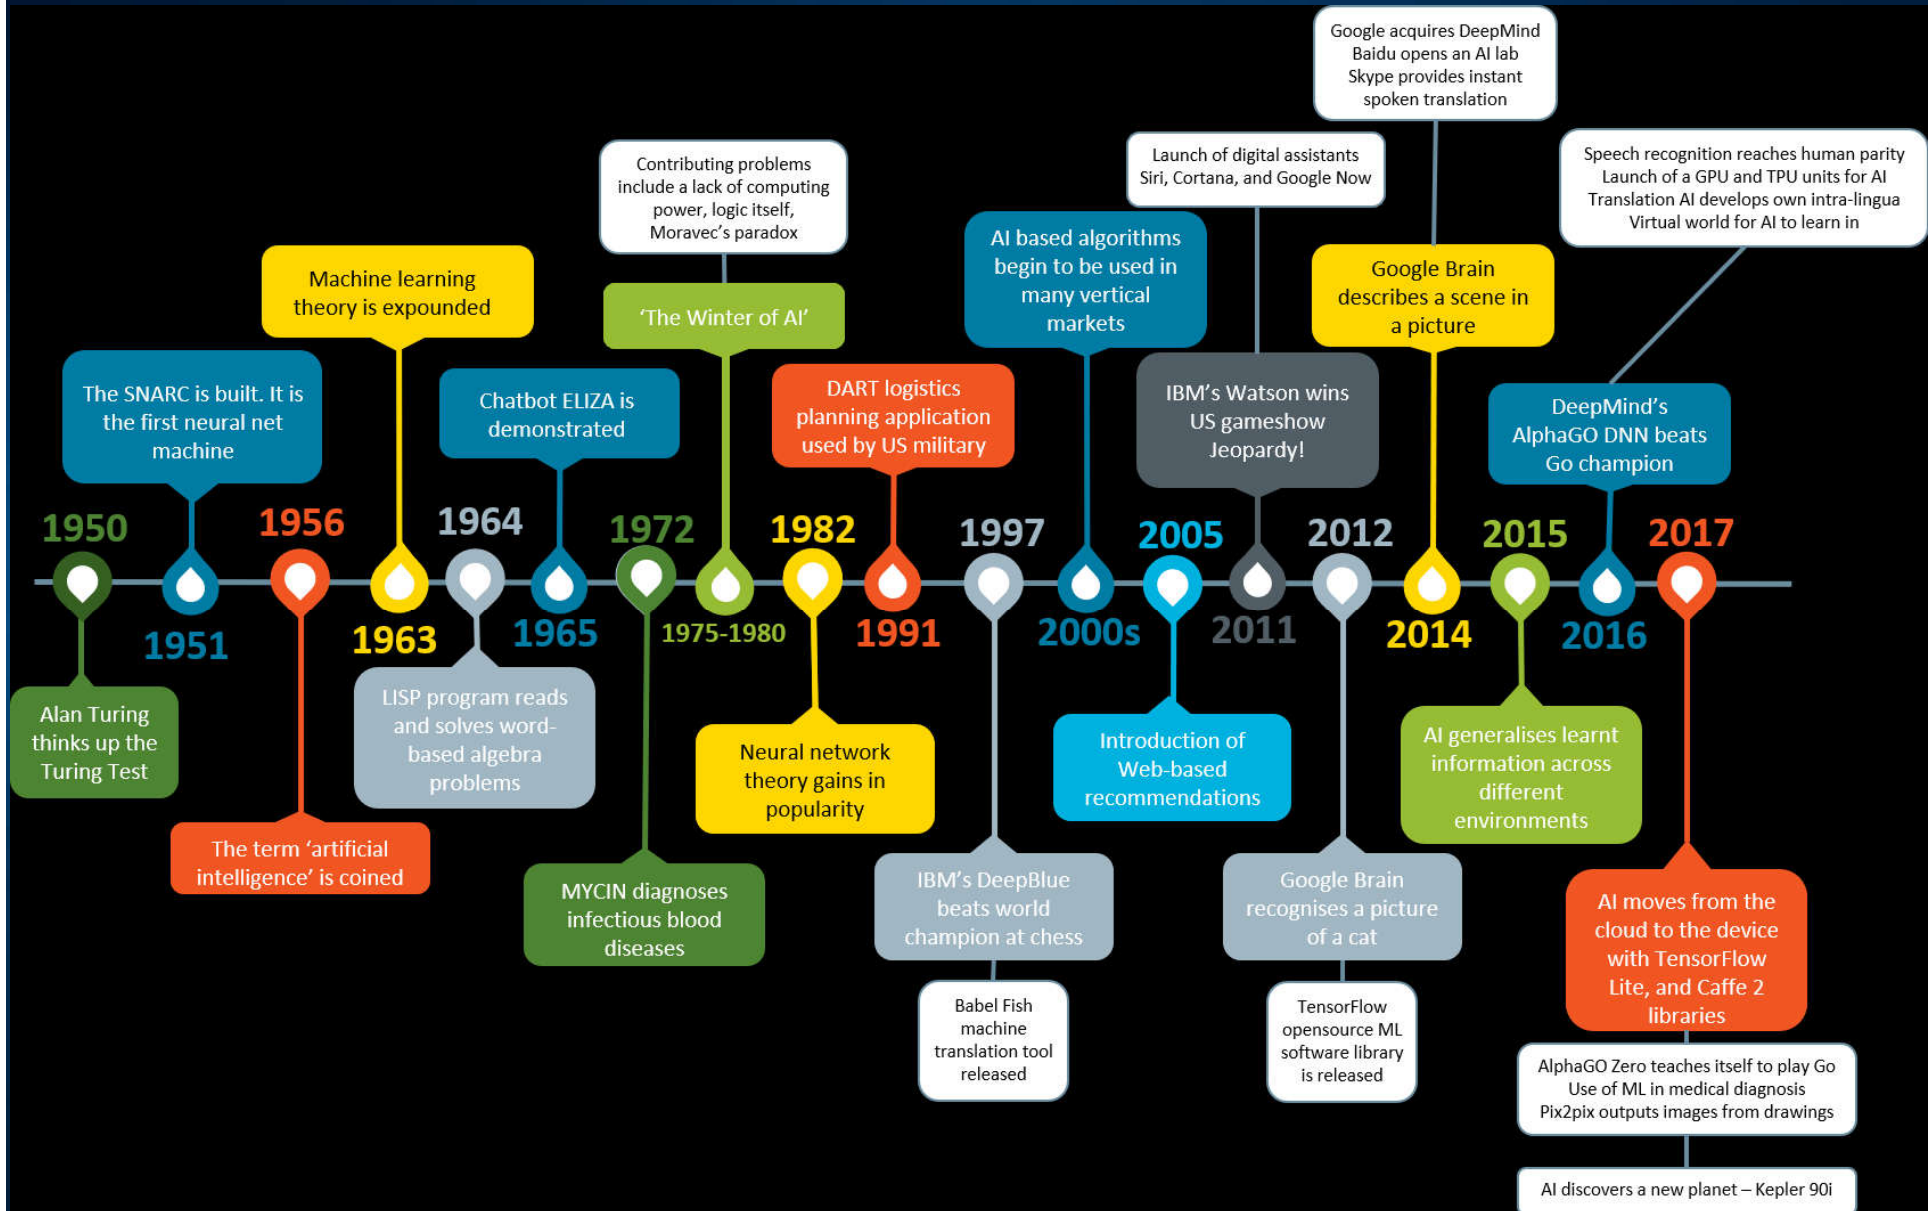 Google acquires DeepMind
Baidu opens an AI lab
Skype provides instant
spoken translation
Contributing problems
include a lack of computing
power, logic itself,
Moravec's paradox
Launch of digital assistants
Siri, Cortana, and Google Now
Speech recognition reaches human parity
Launch of a GPU and TPU units for AI
Translation AI develops own intra-lingua
Virtual world for AI to learn in
Machine learning
theory is expounded
'The Winter of AI'
AI based algorithms
begin to be used in
many vertical
markets
Google Brain
describes a scene in
a picture
The SNARC is built. It is
the first neural net
machine
Chatbot ELIZA is
demonstrated
DART logistics
planning application
used by US military
IBM's Watson wins
US gameshow
Jeopardy!
DeepMind's
AlphaGO DNN beats
Go champion
1950
1956
1964
1972
1982
1997
2005
2012
2015
2017
1951
1963
1965
1975-1980
1991
2000s
2011
2014
2016
Alan Turing
thinks up the
Turing Test
The term 'artificial
intelligence' is coined
LISP program reads
and solves word-
based algebra
problems
MYCIN diagnoses
infectious blood
diseases
Neural network
theory gains in
popularity
IBM's DeepBlue
beats world
champion at chess
Babel Fish
machine
translation tool
released
Introduction of
Web-based
recommendations
Google Brain
recognises a picture
of a cat
TensorFlow
opensource ML
software library
is released
AI generalises learnt
information across
different
environments
AI moves from the
cloud to the device
with TensorFlow
Lite, and Caffe 2
libraries
AlphaGO Zero teaches itself to play Go
Use of ML in medical diagnosis
Pix2pix outputs images from drawings
AI discovers a new planet – Kepler 90i